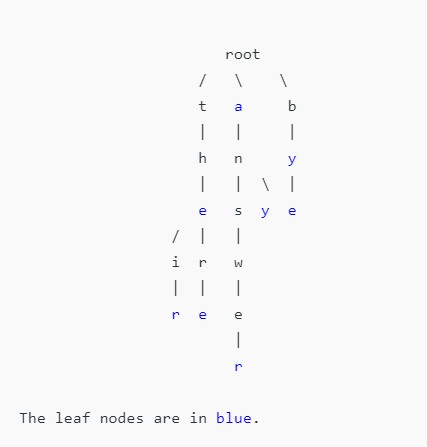 root
/ \ \
t a b
| | |
h n y
| | \ |
e s y e
/ | |
i r w
| | |
r e e
|
r
The leaf nodes are in blue.